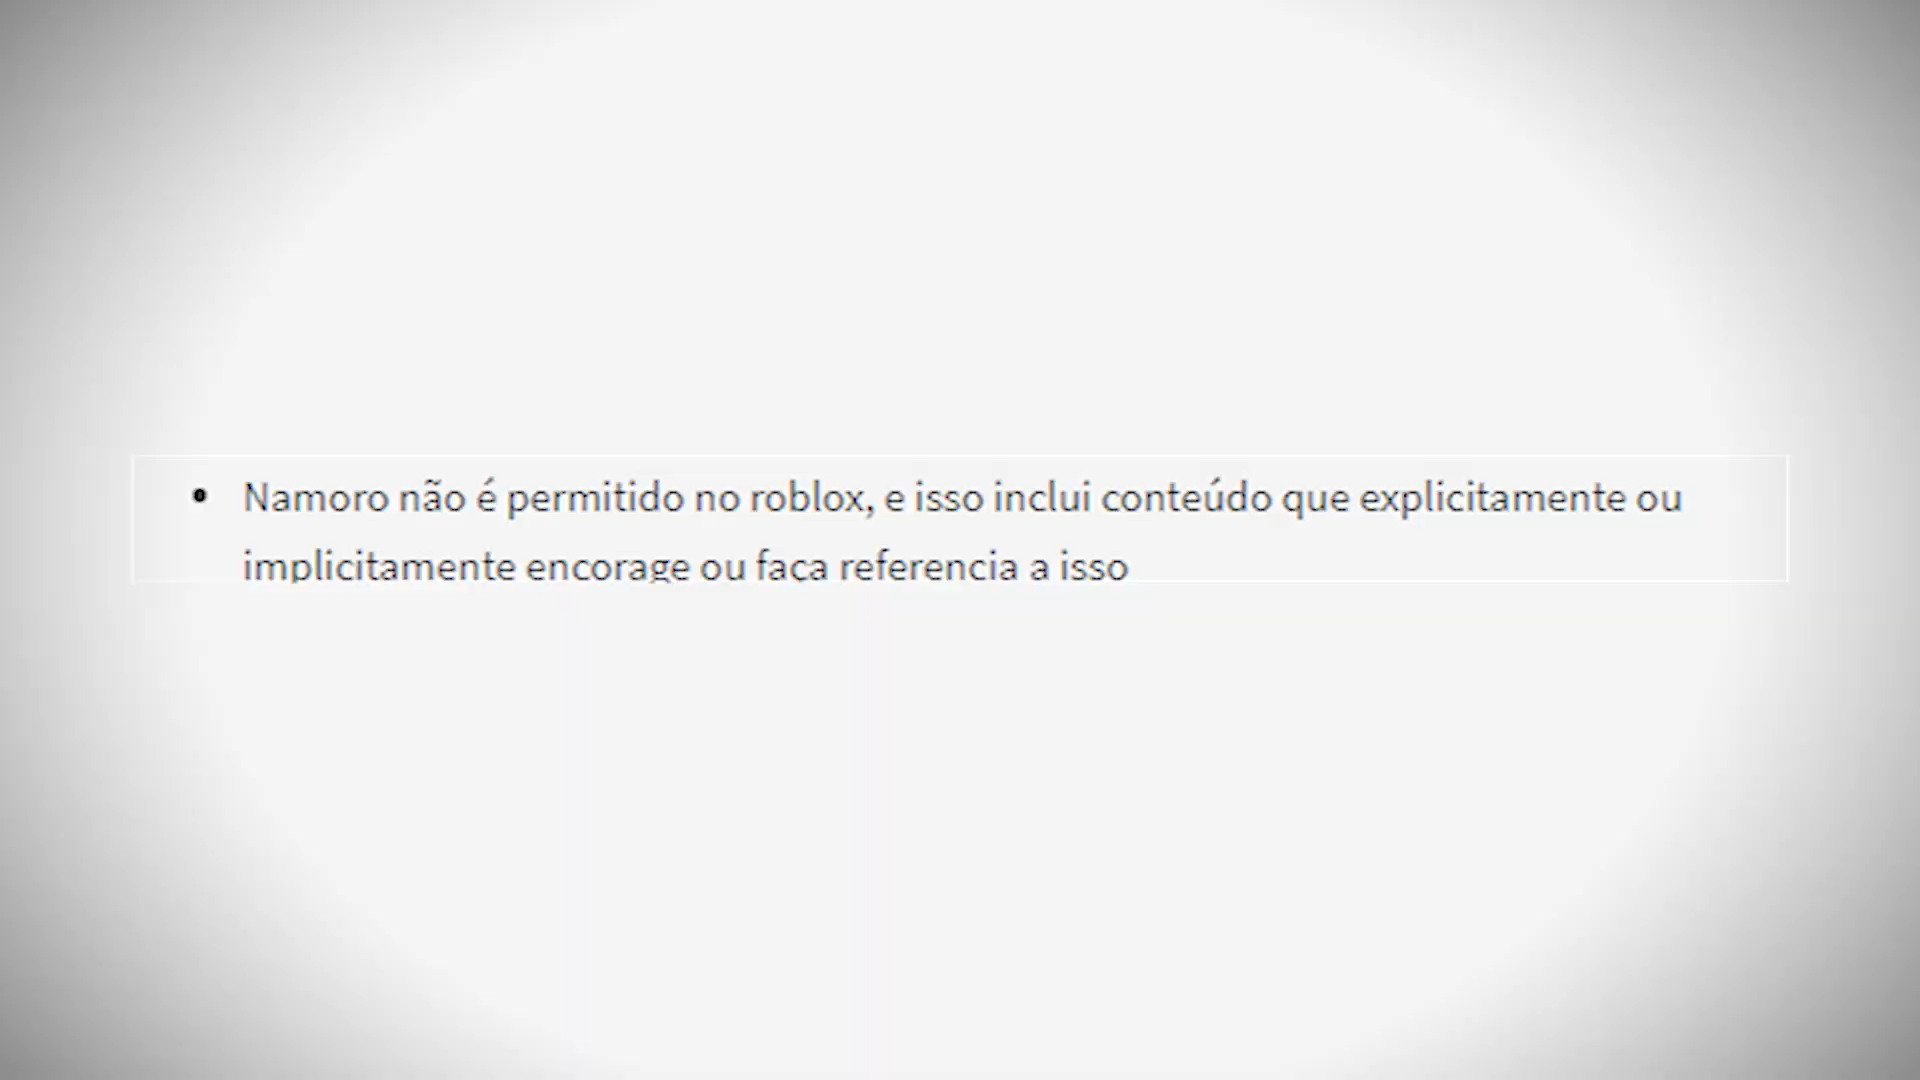 • Namoro não é permitido no roblox, e isso inclui conteúdo que explicitamente ou
implicitamente encorage ou faça referencia a isso